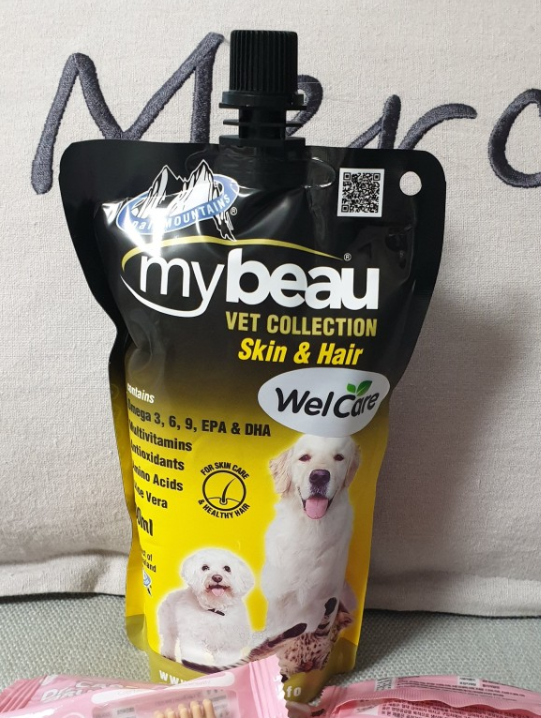 MOUNTAINS
mybeau
VET COLLECTION
Skin & Hair
WelCare
Omega 3, 6, 9, EPA & DHA
Multivitamins
Antioxidants
Amino Acids
Aloe Vera
FOR SKIN CARE
& HEALTHY HAIR